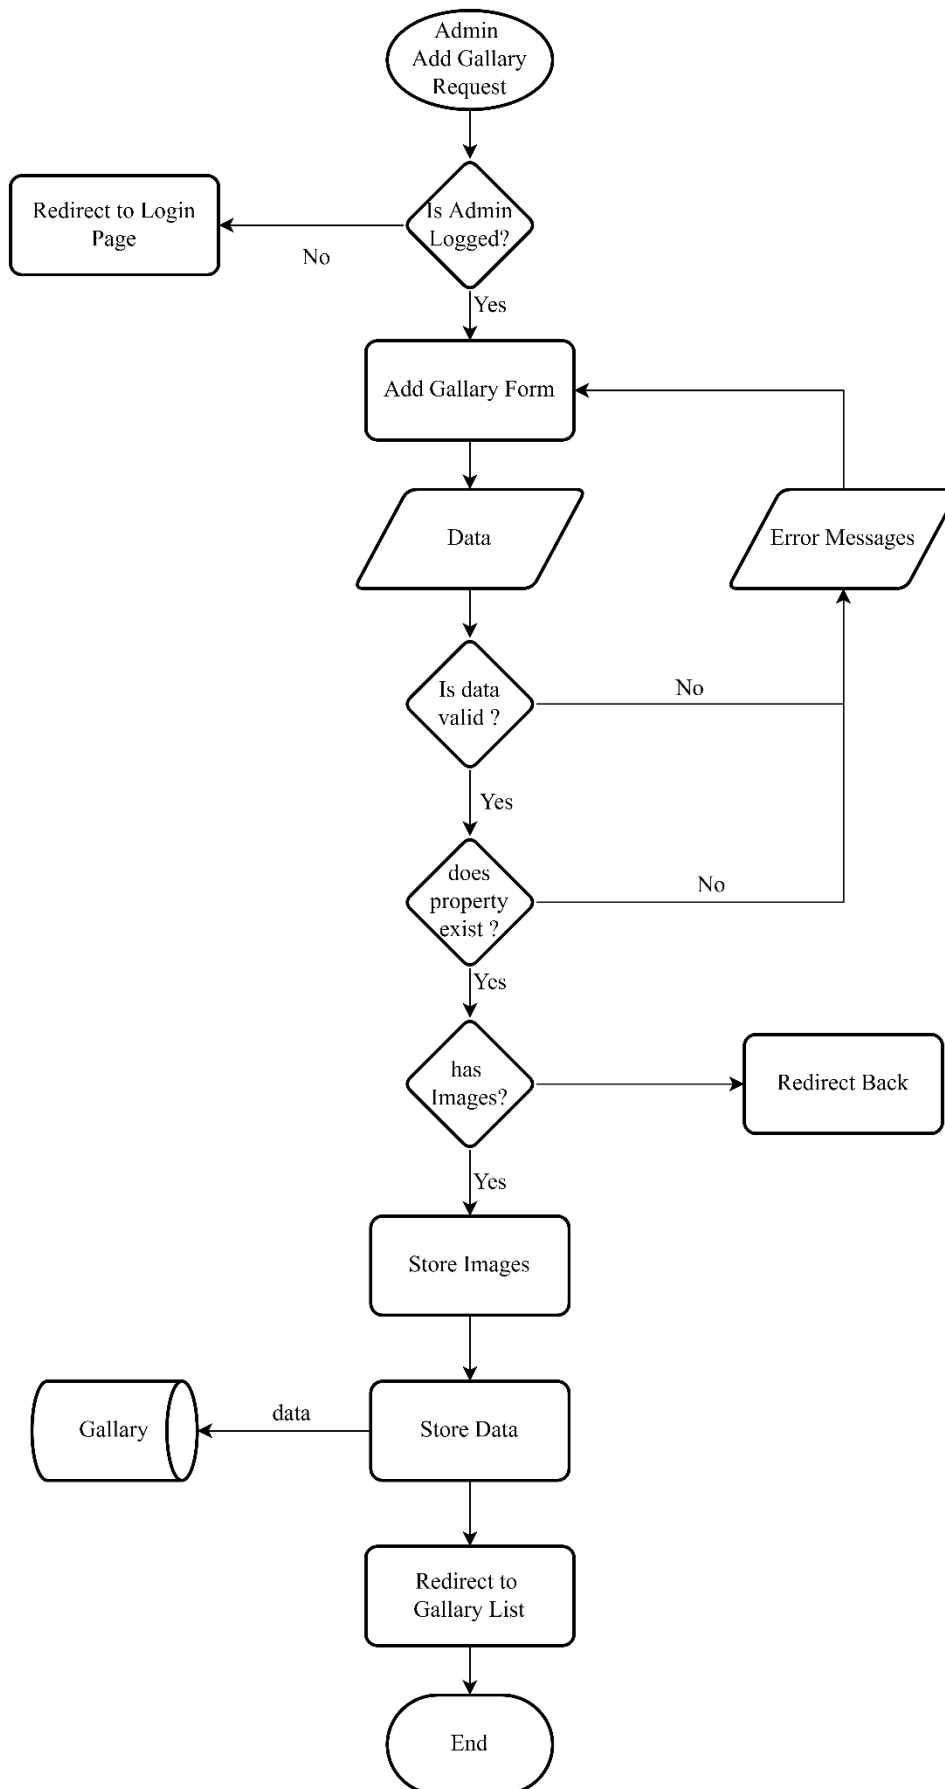 Admin
Add Gallary
Request
Is Admin
Logged?
Redirect to Login
Page
No
Yes
Add Gallary Form
Data
Error Messages
Is data
valid ?
No
Yes
does
property
exist ?
No
Yes
has
Images?
Redirect Back
Yes
Store Images
Store Data
data
Gallary
Redirect to
Gallary List
End